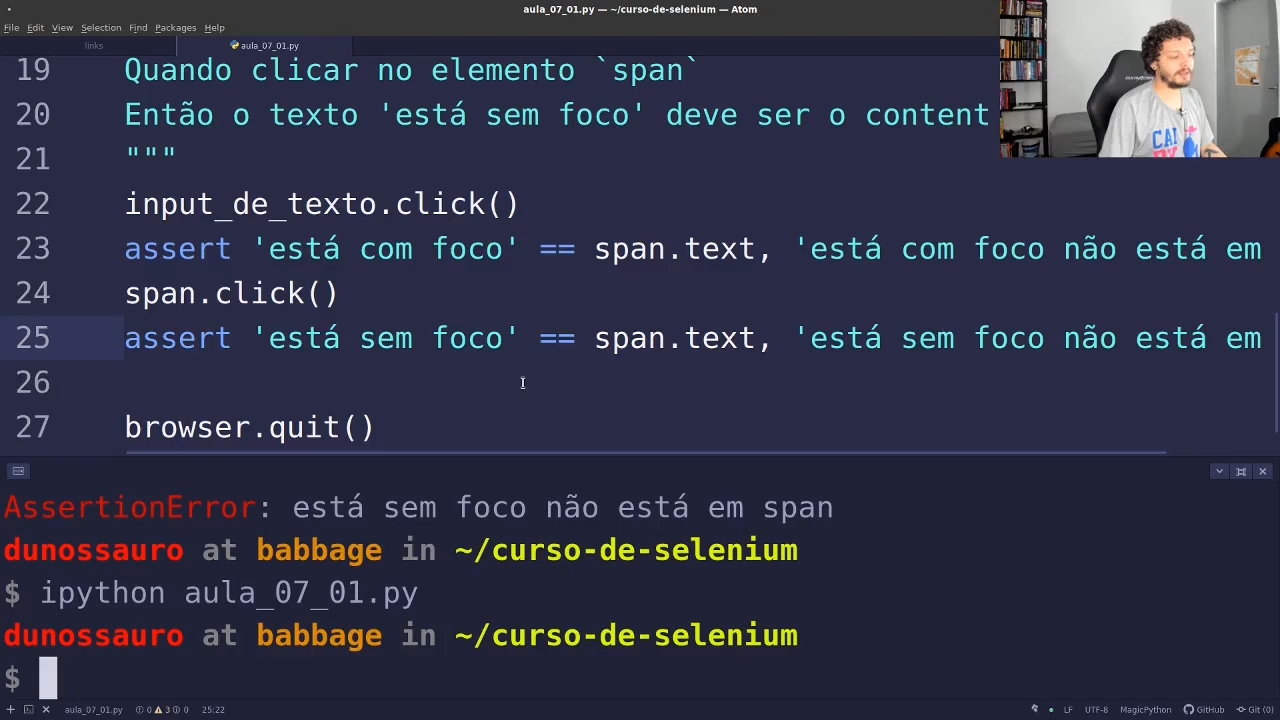 aula_07_01.py — ~/curso-de-selenium — Atom
File Edit View Selection Find Packages Help
links aula_07_01.py
19 Quando clicar no elemento `span`
20 Então o texto 'está sem foco' deve ser o content
21 """
22 input_de_texto.click()
23 assert 'está com foco' == span.text, 'está com foco não está em
24 span.click()
25 assert 'está sem foco' == span.text, 'está sem foco não está em
26
27 browser.quit()
AssertionError: está sem foco não está em span
dunossauro at babbage in ~/curso-de-selenium
$ ipython aula_07_01.py
dunossauro at babbage in ~/curso-de-selenium
$
aula_07_01.py 0 3 0 25:22 LF UTF-8 MagicPython GitHub Git (0)